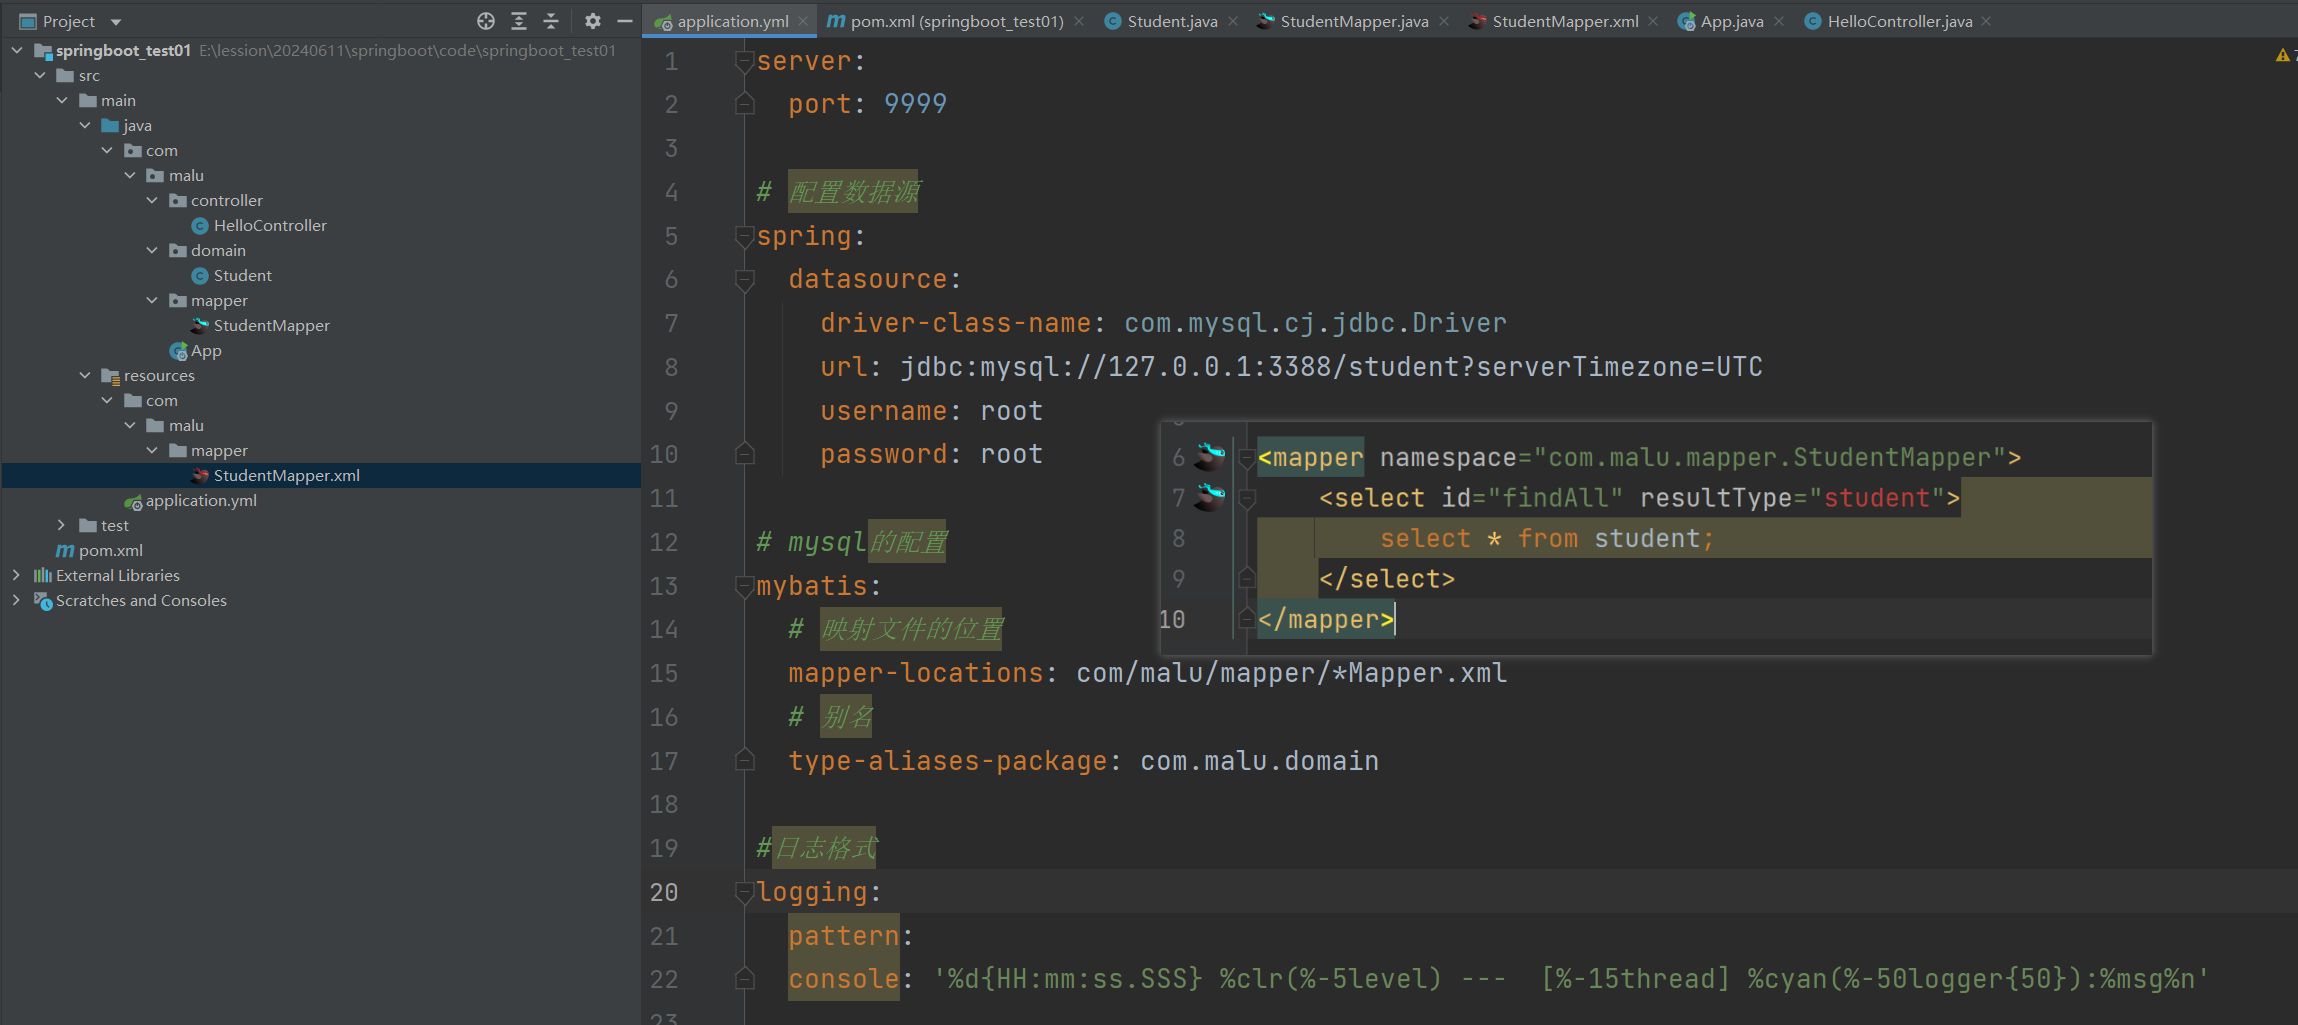 Project
springboot_test01 E:\lession\20240611\springboot\code\springboot_test01
src
main
java
com
malu
controller
HelloController
domain
Student
mapper
StudentMapper
App
resources
com
malu
mapper
StudentMapper.xml
application.yml
test
pom.xml
External Libraries
Scratches and Consoles
application.yml pom.xml (springboot_test01) Student.java StudentMapper.java StudentMapper.xml App.java HelloController.java
1 server:
2 port: 9999
3
4 # 配置数据源
5 spring:
6 datasource:
7 driver-class-name: com.mysql.cj.jdbc.Driver
8 url: jdbc:mysql://127.0.0.1:3388/student?serverTimezone=UTC
9 username: root
10 password: root
11
12 # mysql的配置
13 mybatis:
14 # 映射文件的位置
15 mapper-locations: com/malu/mapper/*Mapper.xml
16 # 别名
17 type-aliases-package: com.malu.domain
18
19 #日志格式
20 logging:
21 pattern:
22 console: '%d{HH:mm:ss.SSS} %clr(%-5level) --- [%-15thread] %cyan(%-50logger{50}):%msg%n'
23
6 <mapper namespace="com.malu.mapper.StudentMapper">
7 <select id="findAll" resultType="student">
8 select * from student;
9 </select>
10 </mapper>